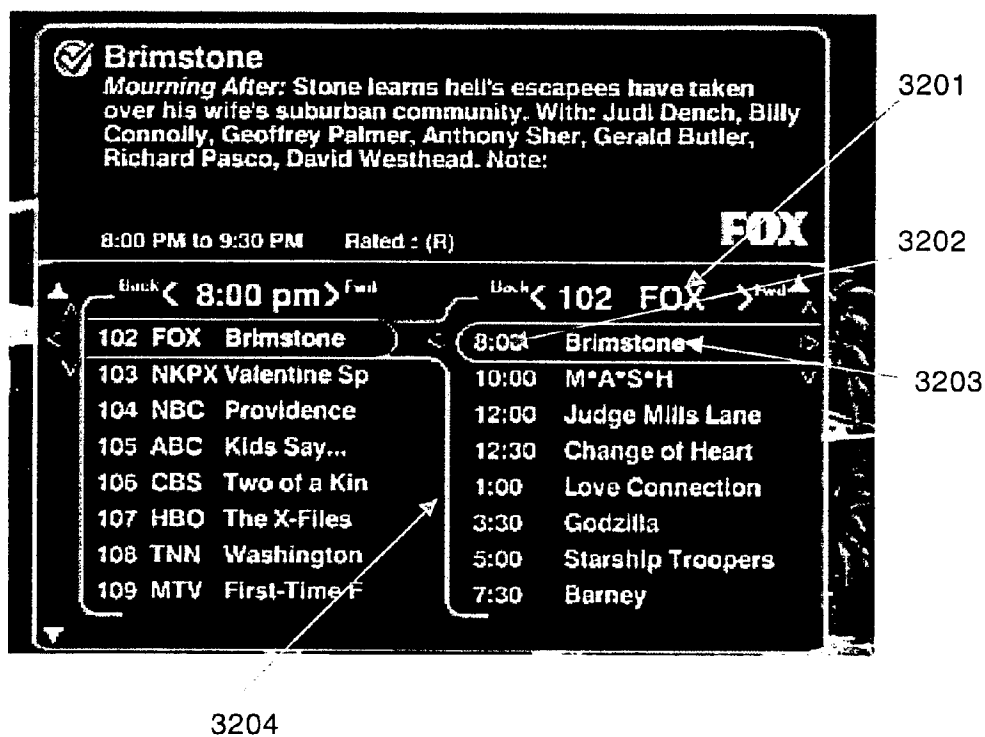 Brimstone
Mourning After: Stone learns hell's escapees have taken
over his wife's suburban community. With: Judi Dench, Billy
Connolly, Geoffrey Palmer, Anthony Sher, Gerald Butler,
Richard Pasco, David Westhead. Note:
8:00 PM to 9:30 PM Rated : (R)
FOX
Back < 8:00 pm > Fwd
Back < 102 FOX > Fwd
102 FOX Brimstone
103 NKPX Valentine Sp
104 NBC Providence
105 ABC Kids Say...
106 CBS Two of a Kin
107 HBO The X-Files
108 TNN Washington
109 MTV First-Time F
8:00 Brimstone
10:00 M*A*S*H
12:00 Judge Mills Lane
12:30 Change of Heart
1:00 Love Connection
3:30 Godzilla
5:00 Starship Troopers
7:30 Barney
3201
3202
3203
3204